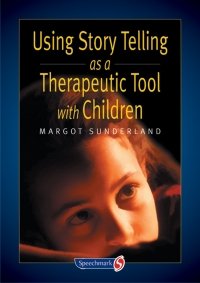 Using Story Telling
as a
Therapeutic Tool
with Children
MARGOT SUNDERLAND
Speechmark